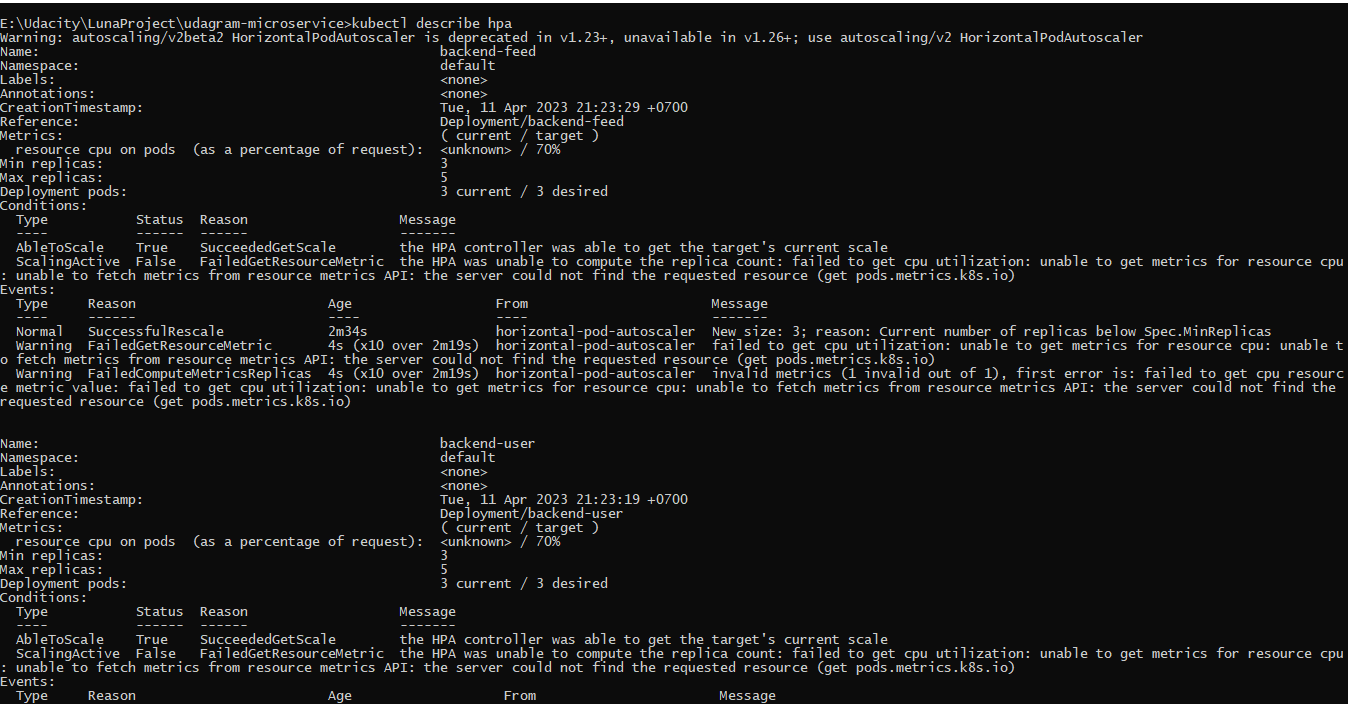 E:\Udacity\LunaProject\udagram-microservice>kubectl describe hpa
Warning: autoscaling/v2beta2 HorizontalPodAutoscaler is deprecated in v1.23+, unavailable in v1.26+; use autoscaling/v2 HorizontalPodAutoscaler
Name: backend-feed
Namespace: default
Labels: <none>
Annotations: <none>
CreationTimestamp: Tue, 11 Apr 2023 21:23:29 +0700
Reference: Deployment/backend-feed
Metrics: ( current / target )
  resource cpu on pods  (as a percentage of request): <unknown> / 70%
Min replicas: 3
Max replicas: 5
Deployment pods: 3 current / 3 desired
Conditions:
  Type           Status  Reason                   Message
  ----           ------  ------                   -------
  AbleToScale    True    SucceededGetScale        the HPA controller was able to get the target's current scale
  ScalingActive  False   FailedGetResourceMetric  the HPA was unable to compute the replica count: failed to get cpu utilization: unable to get metrics for resource cpu
: unable to fetch metrics from resource metrics API: the server could not find the requested resource (get pods.metrics.k8s.io)
Events:
  Type     Reason                        Age                  From                       Message
  ----     ------                        ----                 ----                       -------
  Normal   SuccessfulRescale             2m34s                horizontal-pod-autoscaler  New size: 3; reason: Current number of replicas below Spec.MinReplicas
  Warning  FailedGetResourceMetric       4s (x10 over 2m19s)  horizontal-pod-autoscaler  failed to get cpu utilization: unable to get metrics for resource cpu: unable t
o fetch metrics from resource metrics API: the server could not find the requested resource (get pods.metrics.k8s.io)
  Warning  FailedComputeMetricsReplicas  4s (x10 over 2m19s)  horizontal-pod-autoscaler  invalid metrics (1 invalid out of 1), first error is: failed to get cpu resourc
e metric value: failed to get cpu utilization: unable to get metrics for resource cpu: unable to fetch metrics from resource metrics API: the server could not find the
requested resource (get pods.metrics.k8s.io)
Name: backend-user
Namespace: default
Labels: <none>
Annotations: <none>
CreationTimestamp: Tue, 11 Apr 2023 21:23:19 +0700
Reference: Deployment/backend-user
Metrics: ( current / target )
  resource cpu on pods  (as a percentage of request): <unknown> / 70%
Min replicas: 3
Max replicas: 5
Deployment pods: 3 current / 3 desired
Conditions:
  Type           Status  Reason                   Message
  ----           ------  ------                   -------
  AbleToScale    True    SucceededGetScale        the HPA controller was able to get the target's current scale
  ScalingActive  False   FailedGetResourceMetric  the HPA was unable to compute the replica count: failed to get cpu utilization: unable to get metrics for resource cpu
: unable to fetch metrics from resource metrics API: the server could not find the requested resource (get pods.metrics.k8s.io)
Events:
  Type     Reason                        Age                   From                       Message